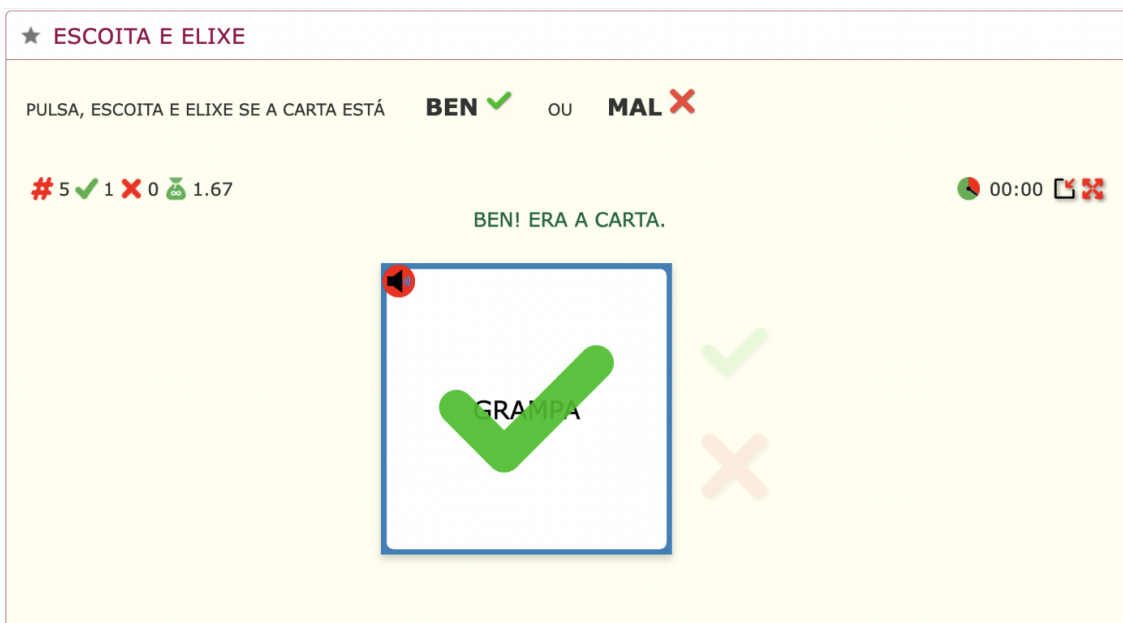 ESCOITA E ELIXE
PULSA, ESCOITA E ELIXE SE A CARTA ESTÁ BEN OU MAL
# 5 1 0 1.67 00:00
BEN! ERA A CARTA.
GRAMPA